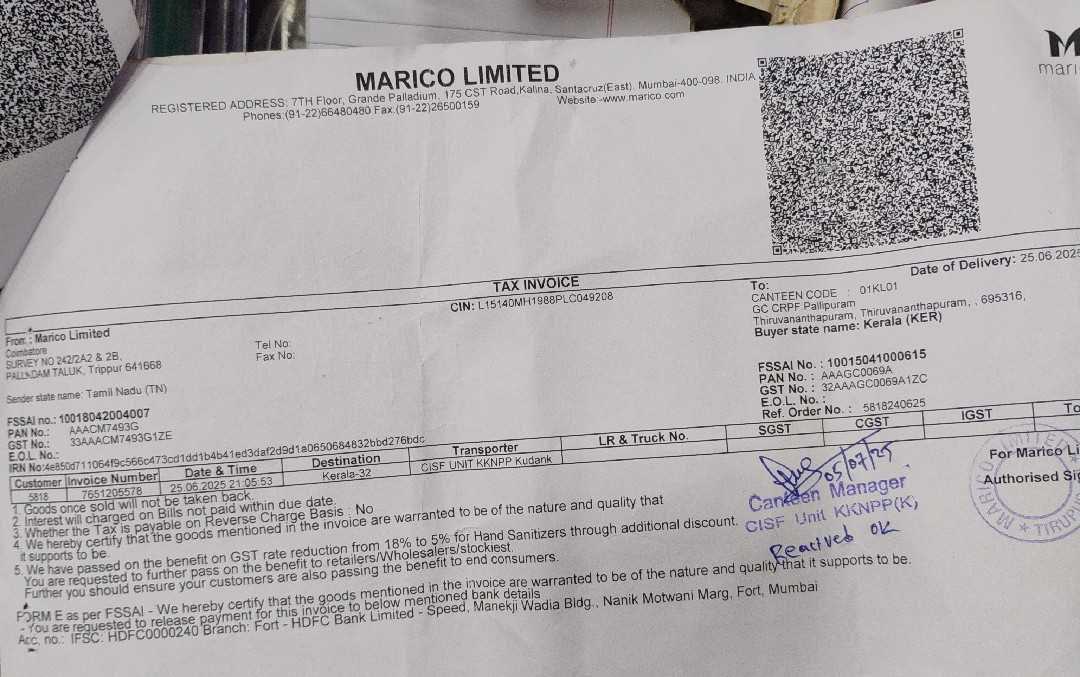 MARICO LIMITED
REGISTERED ADDRESS: 7TH Floor, Grande Palladium, 175 CST Road,Kalina, Santacruz(East). Mumbai-400-098. INDIA
Phones:(91-22)66480480 Fax.(91-22)26500159 Website:-www.marico.com
M
maric
TAX INVOICE
CIN: L15140MH1988PLC049208
Date of Delivery: 25.06.2025
From : Marico Limited
Coimbatore
SURVEY NO 242/2A2 & 2B,
PALLADAM TALUK, Trippur 641668
Tel No:
Fax No:
Sender state name: Tamil Nadu (TN)
FSSAI no.: 10018042004007
PAN No.: AAACM7493G
GST No.: 33AAACM7493G1ZE
E.O.L. No.:
IRN No:4e850d711064f9c566c473cd1dd1b4b41ed3daf2d9d1a0650684832bbd276bdc
To:
CANTEEN CODE : 01KL01
GC CRPF Pallipuram
Thiruvananthapuram, Thiruvananthapuram, , 695316,
Buyer state name: Kerala (KER)
FSSAI No. : 10015041000615
PAN No. : AAAGC0069A
GST No. : 32AAAGC0069A1ZC
E.O.L. No. :
Ref. Order No. : 5818240625
Customer Invoice Number Date & Time Destination Transporter LR & Truck No. SGST CGST IGST To
5818 7651205578 25.06.2025 21:05:53 Kerala-32 CISF UNIT KKNPP Kudank
1. Goods once sold will not be taken back.
2. Interest will charged on Bills not paid within due date.
3. Whether the Tax is payable on Reverse Charge Basis : No
4. We hereby certify that the goods mentioned in the invoice are warranted to be of the nature and quality that
it supports to be.
5. We have passed on the benefit on GST rate reduction from 18% to 5% for Hand Sanitizers through additional discount.
You are requested to further pass on the benefit to retailers/Wholesalers/stockiest.
Further you should ensure your customers are also passing the benefit to end consumers.
FORM E as per FSSAI - We hereby certify that the goods mentioned in the invoice are warranted to be of the nature and quality that it supports to be.
- You are requested to release payment for this invoice to below mentioned bank details
Acc. no.: IFSC: HDFC0000240 Branch: Fort - HDFC Bank Limited - Speed, Manekji Wadia Bldg., Nanik Motwani Marg, Fort, Mumbai
05/07/25
Canteen Manager
CISF Unit KKNPP(K,
Reactved OK
For Marico Li
Authorised Sig
MARICO LIMITED
TIRUPU